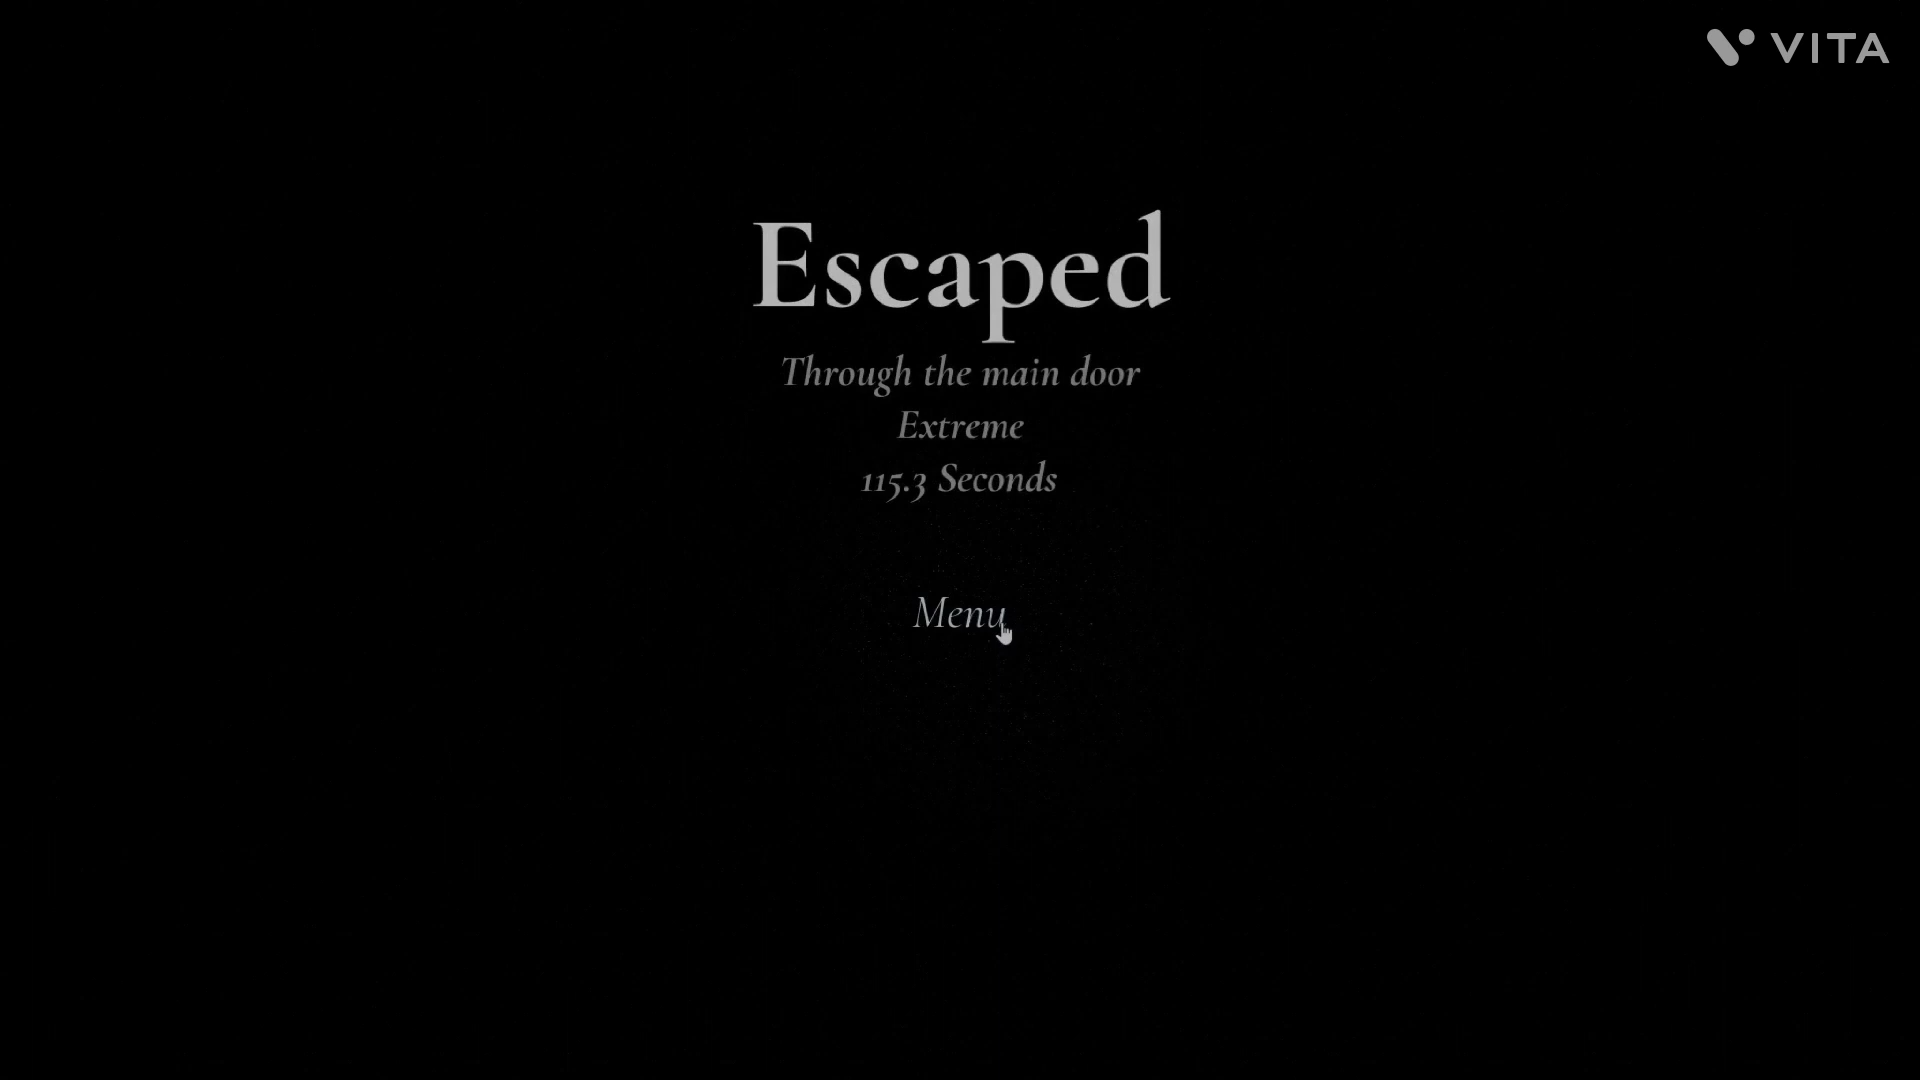 VITA
Escaped
Through the main door
Extreme
115.3 Seconds
Menu